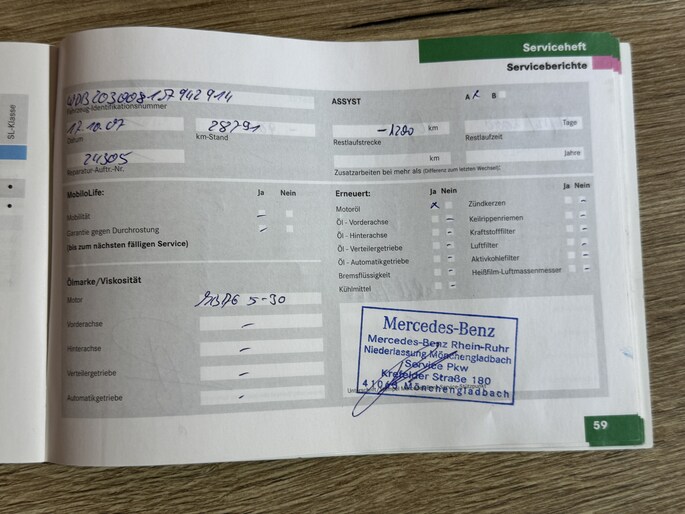 Serviceheft
Serviceberichte
SL-Klasse
WDB2030081 942914
Fahrzeug-Identifikationsnummer
17.10.07
Datum
28791
km-Stand
24305
Reparatur-Auftr.-Nr.
ASSYST
A x B
-1200 km
Restlaufstrecke
Tage
Restlaufzeit
km
Jahre
Zusatzarbeiten bei mehr als (Differenz zum letzten Wechsel):
MobiloLife: Ja Nein
Mobilität –
Garantie gegen Durchrostung –
(bis zum nächsten fälligen Service)
Erneuert: Ja Nein
Motoröl x
Öl - Vorderachse –
Öl - Hinterachse –
Öl - Verteilergetriebe –
Öl - Automatikgetriebe –
Bremsflüssigkeit –
Kühlmittel –
Ja Nein
Zündkerzen –
Keilrippenriemen –
Kraftstofffilter –
Luftfilter –
Aktivkohlefilter –
Heißfilm-Luftmassenmesser –
Ölmarke/Viskosität
Motor 5-30
Vorderachse –
Hinterachse –
Verteilergetriebe –
Automatikgetriebe –
Mercedes-Benz
Mercedes-Benz Rhein-Ruhr
Niederlassung Mönchengladbach
Service Pkw
Krefelder Straße 180
Mönchengladbach
59